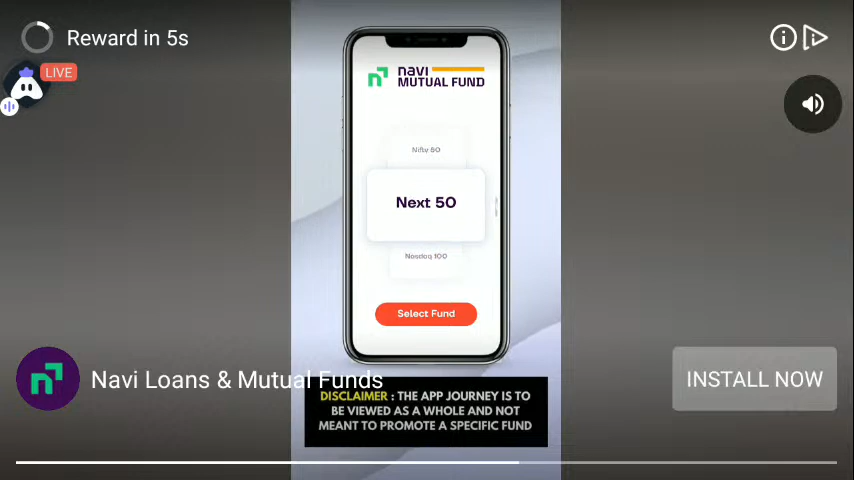 Reward in 5s
LIVE
navi
MUTUAL FUND
Nifty 50
Next 50
Nasdaq 100
Select Fund
Navi Loans & Mutual Funds
INSTALL NOW
DISCLAIMER : THE APP JOURNEY IS TO
BE VIEWED AS A WHOLE AND NOT
MEANT TO PROMOTE A SPECIFIC FUND